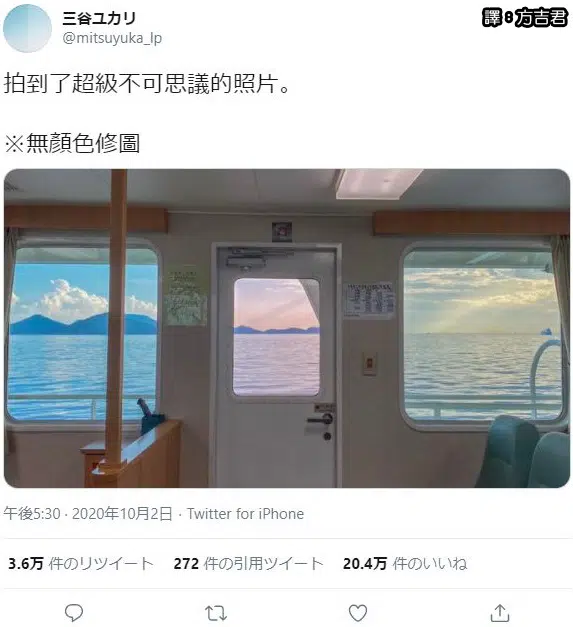 三谷ユカリ
@mitsuyuka_lp
譯:方吉君
拍到了超級不可思議的照片。
※無顏色修圖
午後5:30 · 2020年10月2日 · Twitter for iPhone
3.6万 件のリツイート 272 件の引用ツイート 20.4万 件のいいね